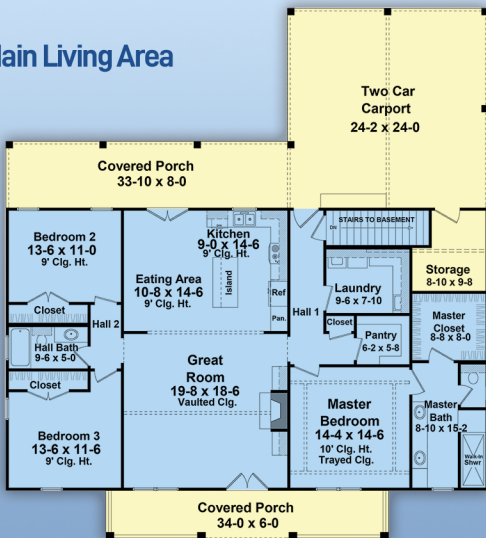 ain Living Area
Two Car
Carport
24-2 x 24-0
Covered Porch
33-10 x 8-0
Bedroom 2
13-6 x 11-0
9' Clg. Ht.
Closet
Hall 2
Hall Bath
9-6 x 5-0
Closet
Bedroom 3
13-6 x 11-6
9' Clg. Ht.
Kitchen
9-0 x 14-6
9' Clg. Ht.
Eating Area
10-8 x 14-6
9' Clg. Ht.
Island
Ref
Pan.
Great
Room
19-8 x 18-6
Vaulted Clg.
Hall 1
STAIRS TO BASEMENT
DN
Laundry
9-6 x 7-10
Closet
Pantry
6-2 x 5-8
Storage
8-10 x 9-8
Master
Closet
8-8 x 8-0
Master
Bedroom
14-4 x 14-6
10' Clg. Ht.
Trayed Clg.
Master
Bath
8-10 x 15-2
Walk-In
Shwr
Covered Porch
34-0 x 6-0